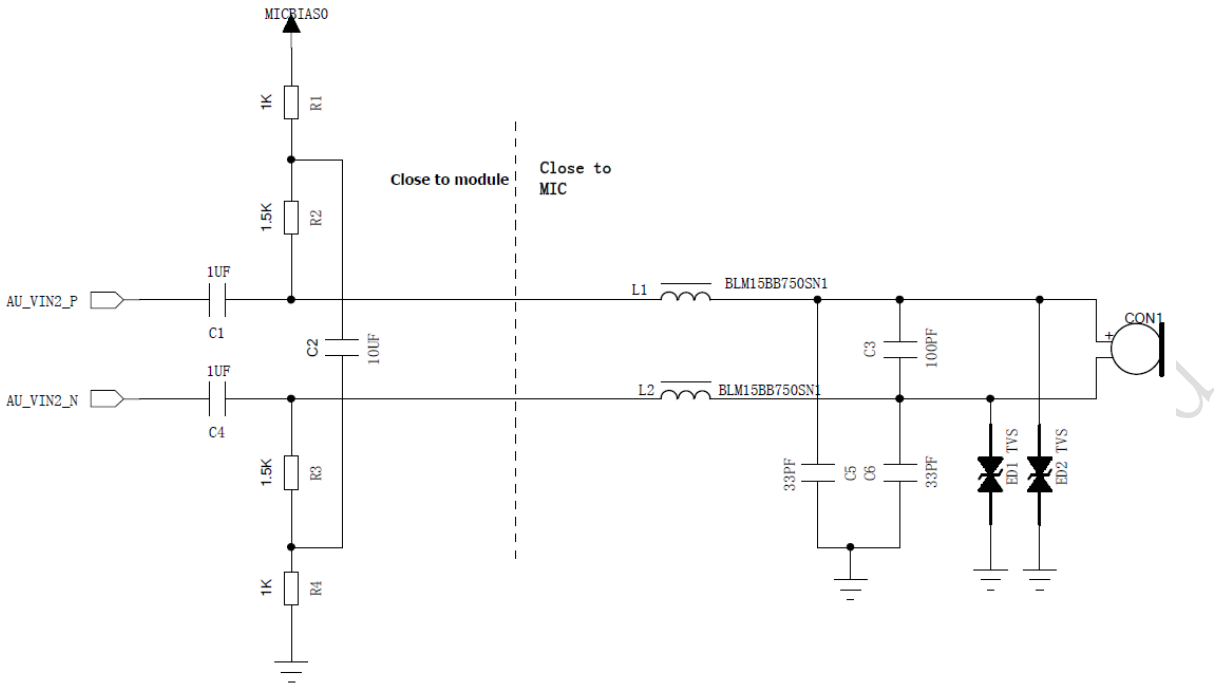 MICBIAS0
1K
R1
Close to module
Close to
MIC
1.5K
R2
1UF
AU_VIN2_P
C1
L1
BLM15BB750SN1
CON1
+
C2
10UF
C3
100PF
1UF
AU_VIN2_N
C4
L2
BLM15BB750SN1
1.5K
R3
33PF
C5
C6
33PF
ED1 TVS
ED2 TVS
1K
R4